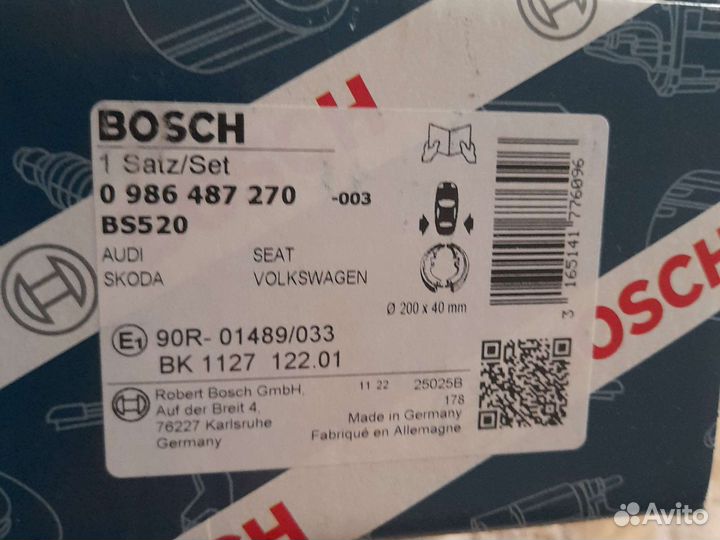 BOSCH
1 Satz/Set
0 986 487 270 -003
BS520
AUDI SEAT
SKODA VOLKSWAGEN
Ø 200 x 40 mm
3 165141 776096
E1 90R- 01489/033
BK 1127 122.01
Robert Bosch GmbH,
Auf der Breit 4,
76227 Karlsruhe
Germany
11 22 25025B
178
Made in Germany
Fabriqué en Allemagne
BOSCH
H
Avito